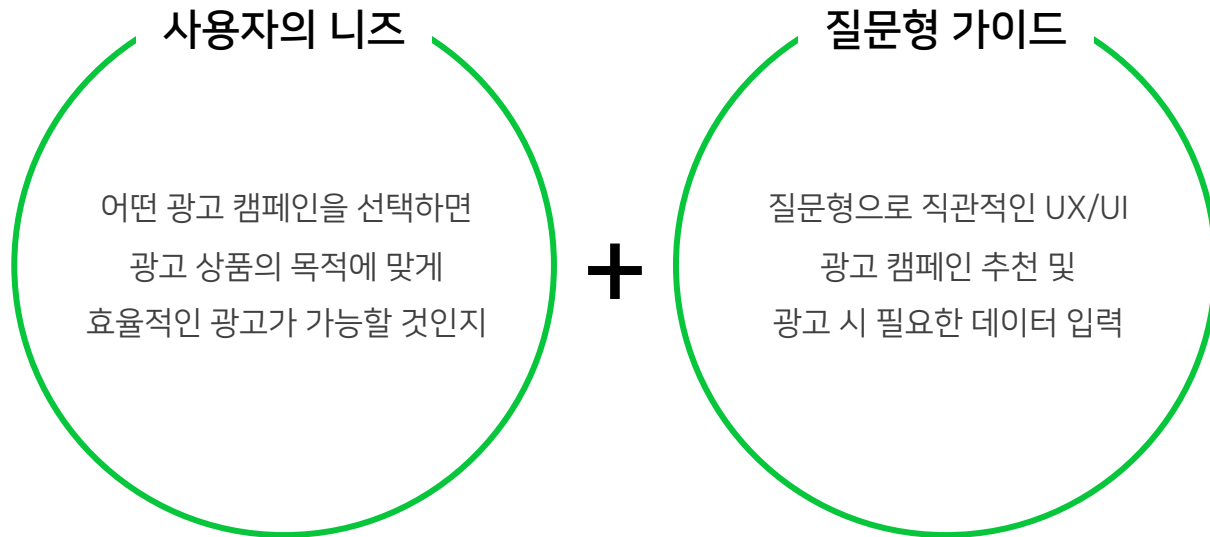 사용자의 니즈
어떤 광고 캠페인을 선택하면
광고 상품의 목적에 맞게
효율적인 광고가 가능할 것인지
+
질문형 가이드
질문형으로 직관적인 UX/UI
광고 캠페인 추천 및
광고 시 필요한 데이터 입력